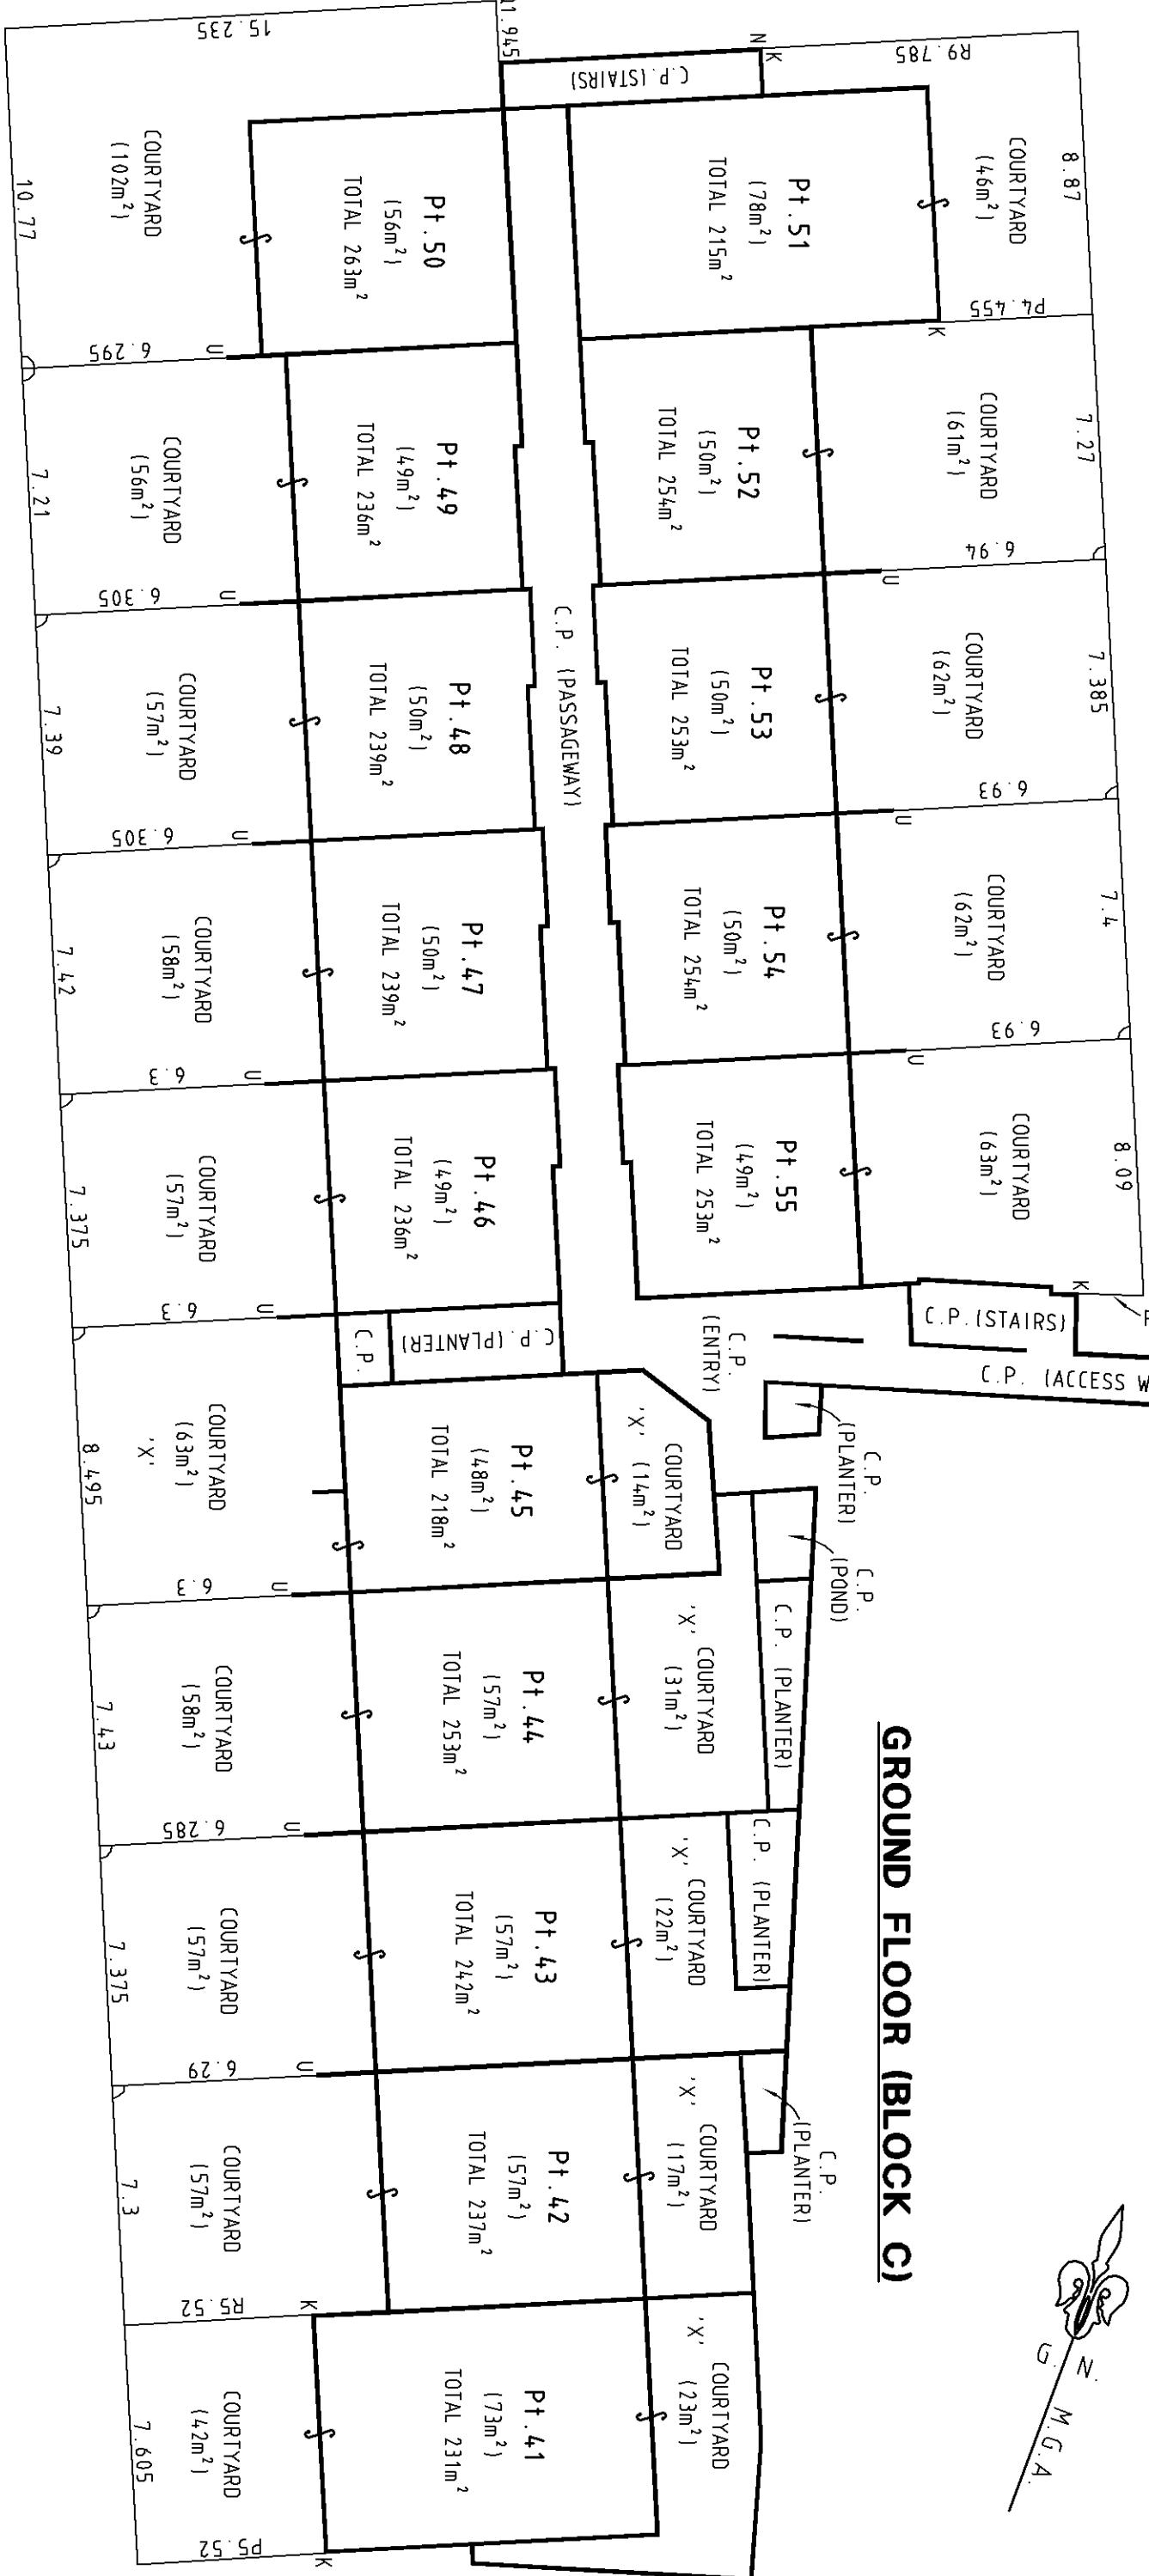 GROUND FLOOR (BLOCK C)
G. N.
M.G.A.
15.235
11.945
C.P. (STAIRS)
N
K
R9.785
8.87
COURTYARD
(46m²)
P4.455
K
Pt.51
(78m²)
TOTAL 215m²
Pt.50
(56m²)
TOTAL 263m²
COURTYARD
(102m²)
10.77
6.295
U
7.27
COURTYARD
(61m²)
6.94
U
Pt.52
(50m²)
TOTAL 254m²
Pt.49
(49m²)
TOTAL 236m²
COURTYARD
(56m²)
7.21
6.305
U
C.P. (PASSAGEWAY)
7.385
COURTYARD
(62m²)
6.93
U
Pt.53
(50m²)
TOTAL 253m²
Pt.48
(50m²)
TOTAL 239m²
COURTYARD
(57m²)
7.39
6.305
U
7.4
COURTYARD
(62m²)
6.93
U
Pt.54
(50m²)
TOTAL 254m²
Pt.47
(50m²)
TOTAL 239m²
COURTYARD
(58m²)
7.42
6.3
U
8.09
COURTYARD
(63m²)
K
Pt.55
(49m²)
TOTAL 253m²
Pt.46
(49m²)
TOTAL 236m²
COURTYARD
(57m²)
7.375
6.3
U
C.P. (STAIRS)
C.P. (ACCESS W
C.P.
(ENTRY)
C.P. (PLANTER)
C.P.
C.P.
(PLANTER)
C.P.
(POND)
COURTYARD
'X' (14m²)
Pt.45
(48m²)
TOTAL 218m²
COURTYARD
(63m²)
'X'
8.495
6.3
U
C.P. (PLANTER)
'X' COURTYARD
(31m²)
Pt.44
(57m²)
TOTAL 253m²
COURTYARD
(58m²)
7.43
6.285
U
C.P. (PLANTER)
'X' COURTYARD
(22m²)
Pt.43
(57m²)
TOTAL 242m²
COURTYARD
(57m²)
7.375
6.29
U
C.P.
(PLANTER)
'X' COURTYARD
(17m²)
Pt.42
(57m²)
TOTAL 237m²
COURTYARD
(57m²)
7.3
R5.52
K
'X' COURTYARD
(23m²)
Pt.41
(73m²)
TOTAL 231m²
COURTYARD
(42m²)
7.605
P5.52
K